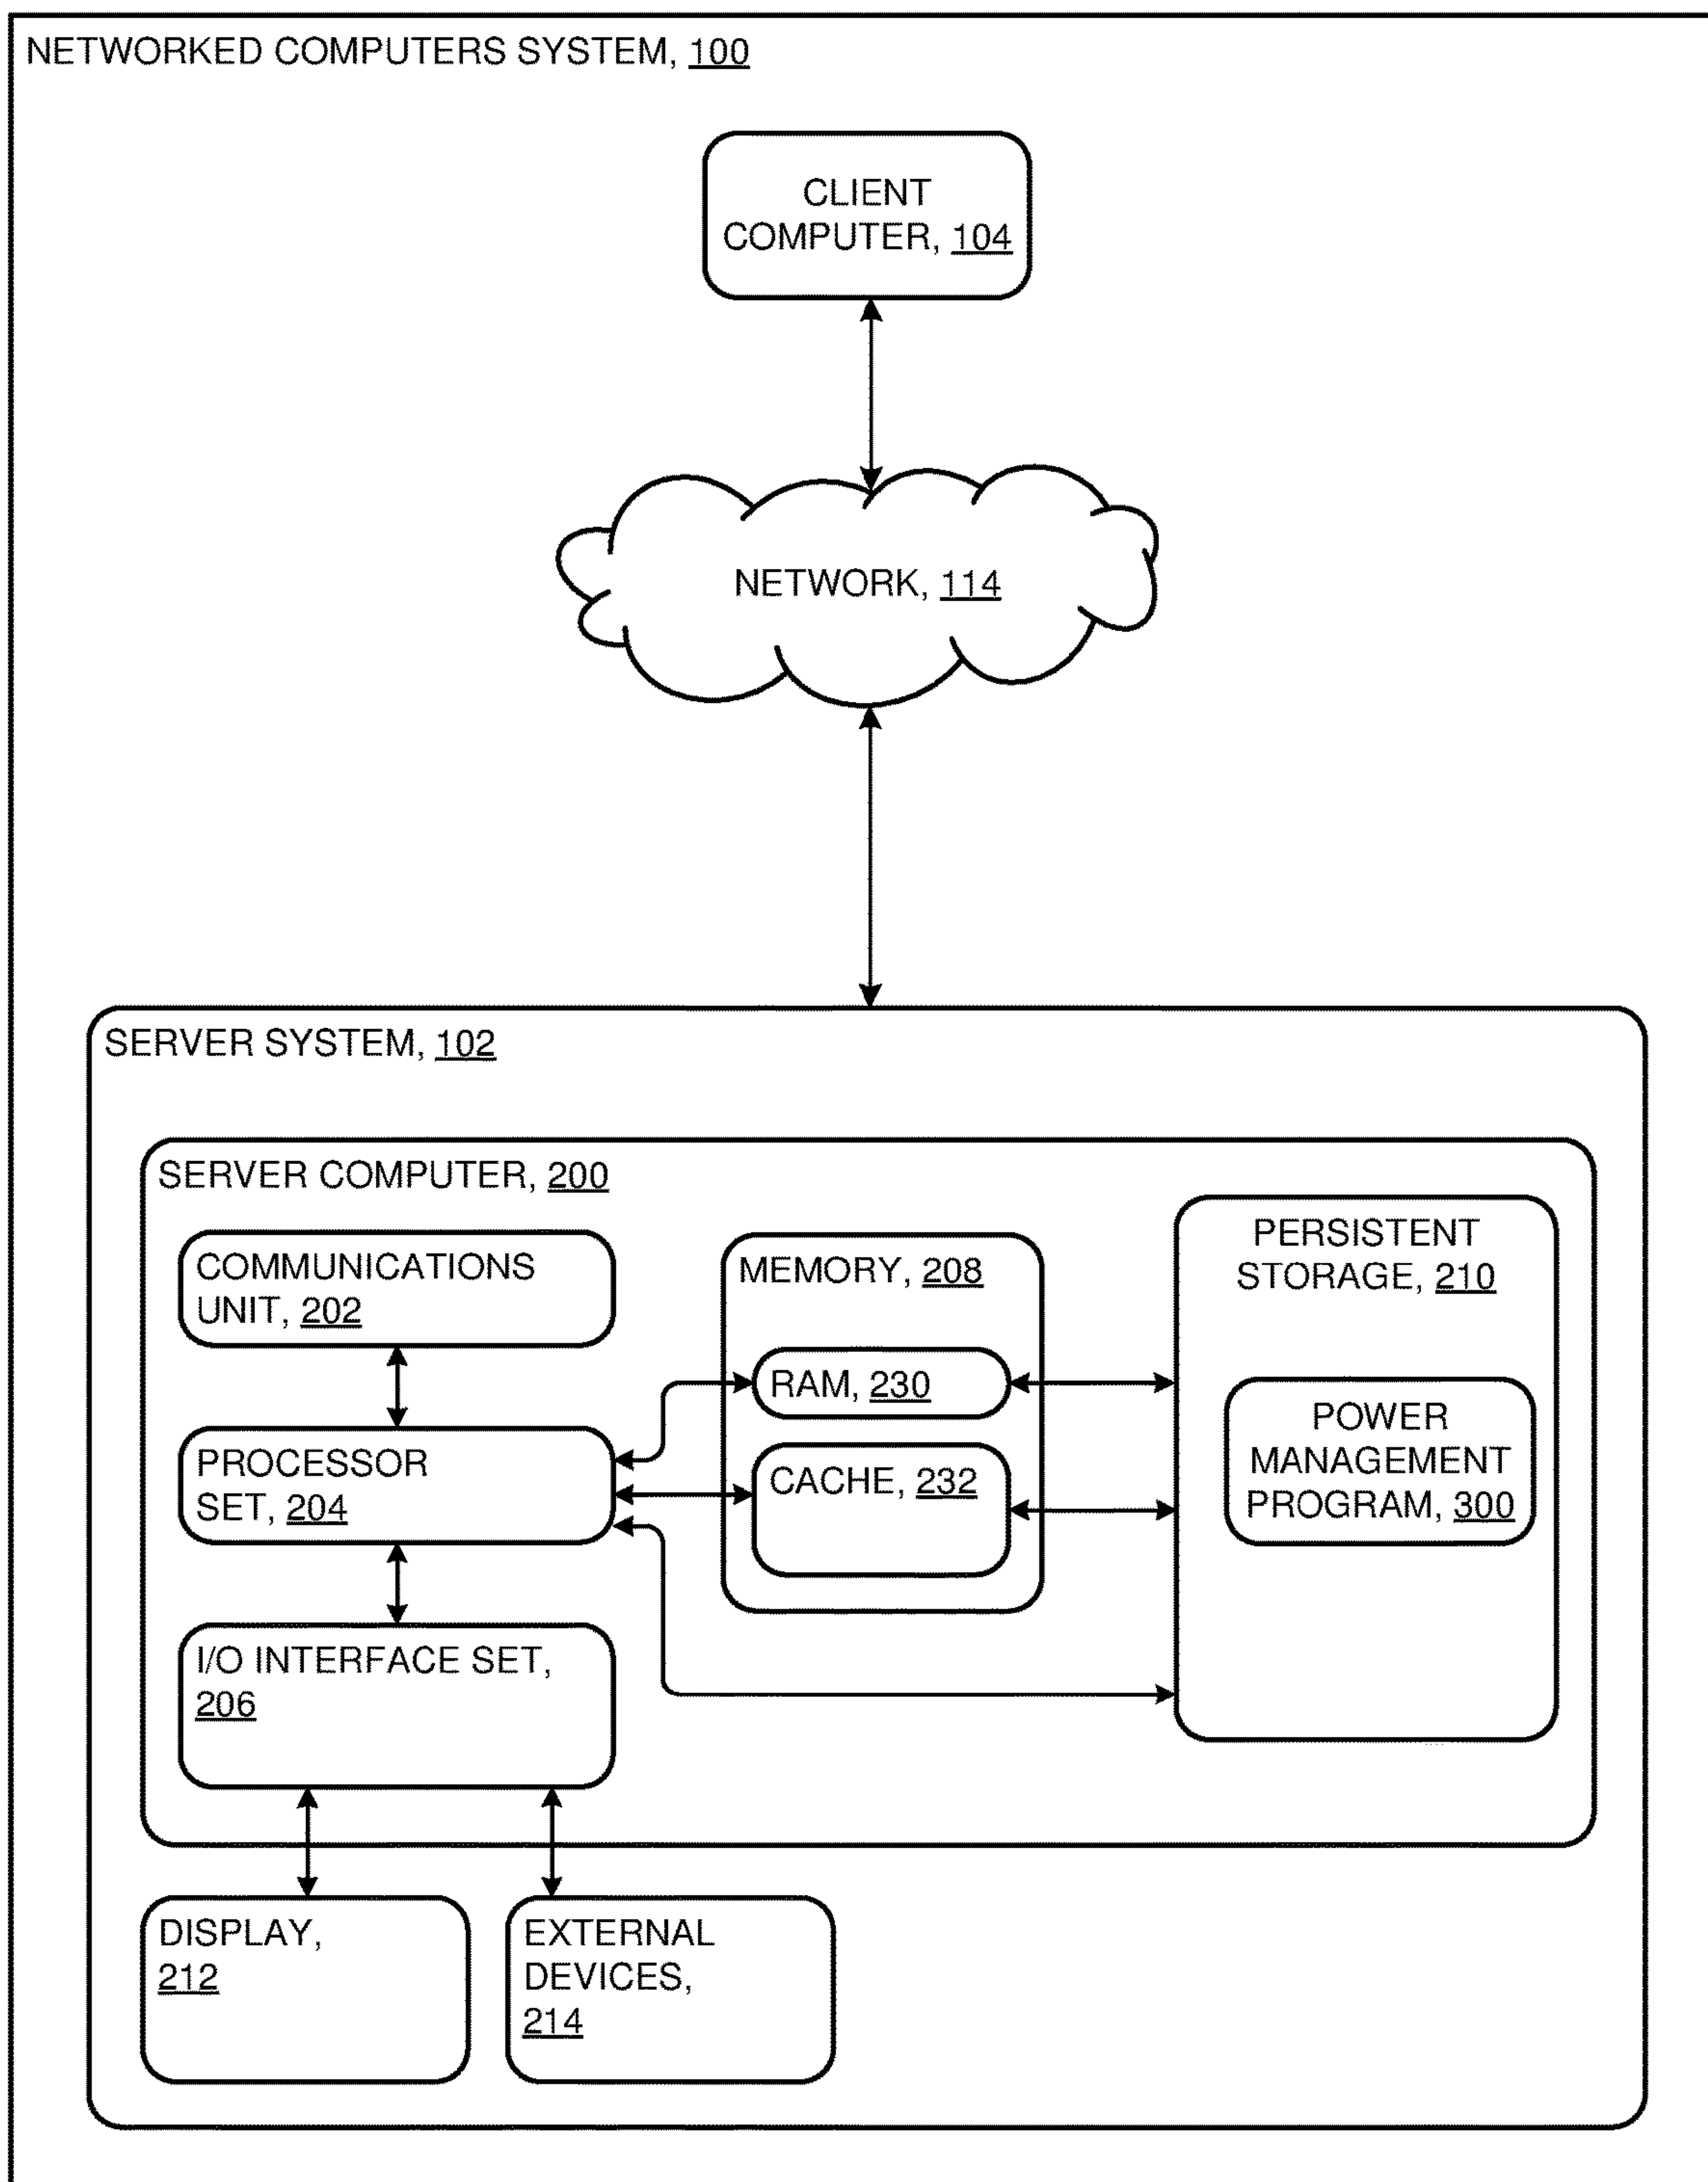 NETWORKED COMPUTERS SYSTEM, 100
CLIENT
COMPUTER, 104
NETWORK, 114
SERVER SYSTEM, 102
SERVER COMPUTER, 200
COMMUNICATIONS
UNIT, 202
PROCESSOR
SET, 204
I/O INTERFACE SET,
206
MEMORY, 208
RAM, 230
CACHE, 232
PERSISTENT
STORAGE, 210
POWER
MANAGEMENT
PROGRAM, 300
DISPLAY,
212
EXTERNAL
DEVICES,
214